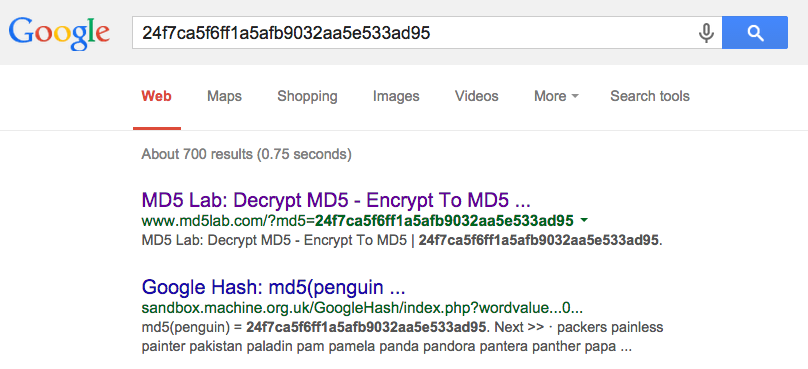 Google 24f7ca5f6ff1a5afb9032aa5e533ad95
Web Maps Shopping Images Videos More Search tools
About 700 results (0.75 seconds)
MD5 Lab: Decrypt MD5 - Encrypt To MD5 ...
www.md5lab.com/?md5=24f7ca5f6ff1a5afb9032aa5e533ad95
MD5 Lab: Decrypt MD5 - Encrypt To MD5 | 24f7ca5f6ff1a5afb9032aa5e533ad95.
Google Hash: md5(penguin ...
sandbox.machine.org.uk/GoogleHash/index.php?wordvalue...0...
md5(penguin) = 24f7ca5f6ff1a5afb9032aa5e533ad95. Next >> · packers painless
painter pakistan paladin pam pamela panda pandora pantera panther papa ...